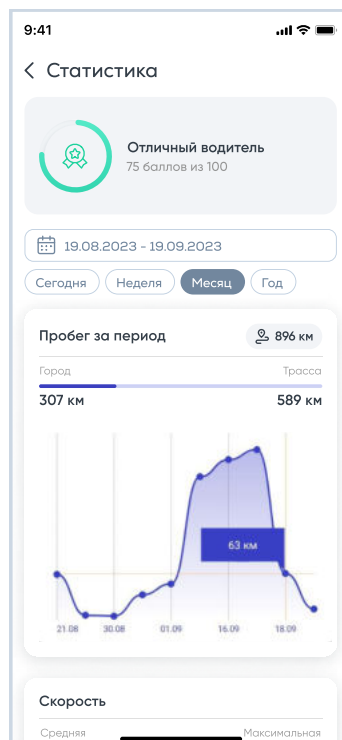 9:41
Статистика
Отличный водитель
75 баллов из 100
19.08.2023 - 19.09.2023
Сегодня Неделя Месяц Год
Пробег за период 896 км
Город Трасса
307 км 589 км
63 км
21.08 30.08 01.09 16.09 18.09
Скорость
Средняя Максимальная